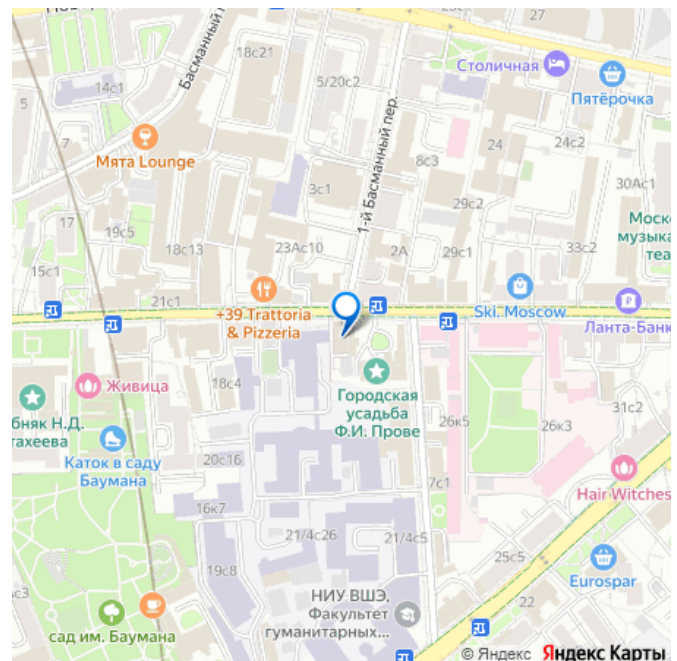 27
18с21
Басманный п
5/20с2
Столичная
Пятёрочка
14с1
5
7
Мята Lounge
1-й Басманный пер.
24
24с2
8с3
3с1
30Ас1
17
19с5
18с13
23Ас10
2А
29с1
33с2
Моск
музыка
теа
15с1
21с1
+39 Trattoria
& Pizzeria
Ski. Moscow
Ланта-Банк
Живица
18с4
Городская
усадьба
Ф.И. Прове
бняк Н.Д.
тахеева
31с2
26к5
26к3
Каток в саду
Баумана
20с16
7с1
Hair Witches
16к7
21/4с26
21/4с5
25с5
19с8
Eurospar
НИУ ВШЭ,
Факультет
гуманитарных...
22
сад им. Баумана
© Яндекс Яндекс Карты